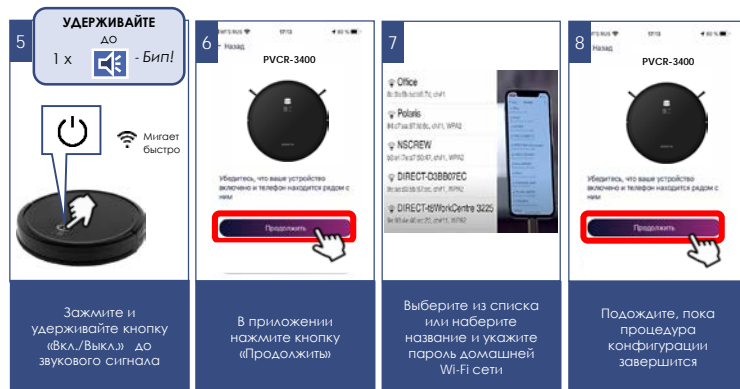 5
УДЕРЖИВАЙТЕ
до
1 x - Бип!
Мигает
быстро
Зажмите и
удерживайте кнопку
«Вкл./Выкл.» до
звукового сигнала
6
Назад
PVCR-3400
Убедитесь, что ваше устройство
включено и телефон находится рядом с
ним
Продолжить
В приложении
нажмите кнопку
«Продолжить»
7
Office
Polaris
NSCREW
DIRECT-D3BB07EC
DIRECT-t8WorkCentre 3225
Выберите из списка
или наберите
название и укажите
пароль домашней
Wi-Fi сети
8
Назад
PVCR-3400
Убедитесь, что ваше устройство
включено и телефон находится рядом с
ним
Продолжить
Подождите, пока
процедура
конфигурации
завершится